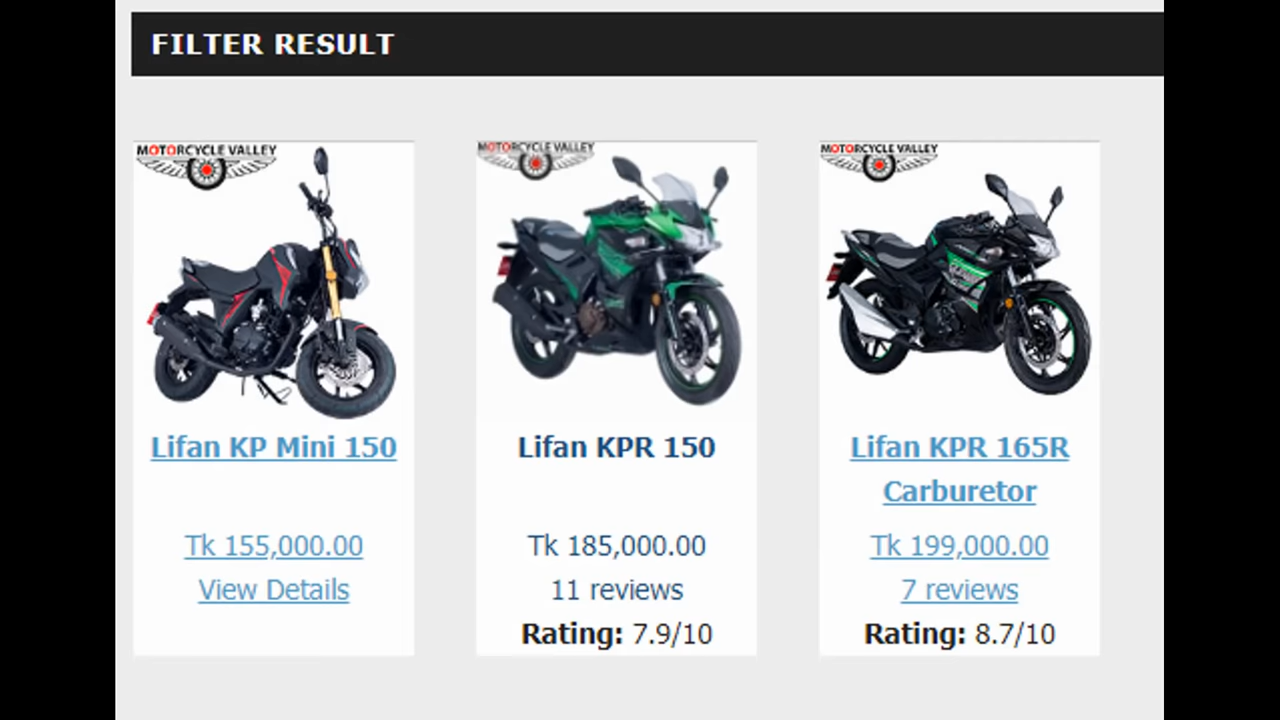 FILTER RESULT
MOTORCYCLE VALLEY
MOTORCYCLE VALLEY
MOTORCYCLE VALLEY
Lifan KP Mini 150
Tk 155,000.00
View Details
Lifan KPR 150
Tk 185,000.00
11 reviews
Rating: 7.9/10
Lifan KPR 165R
Carburetor
Tk 199,000.00
7 reviews
Rating: 8.7/10